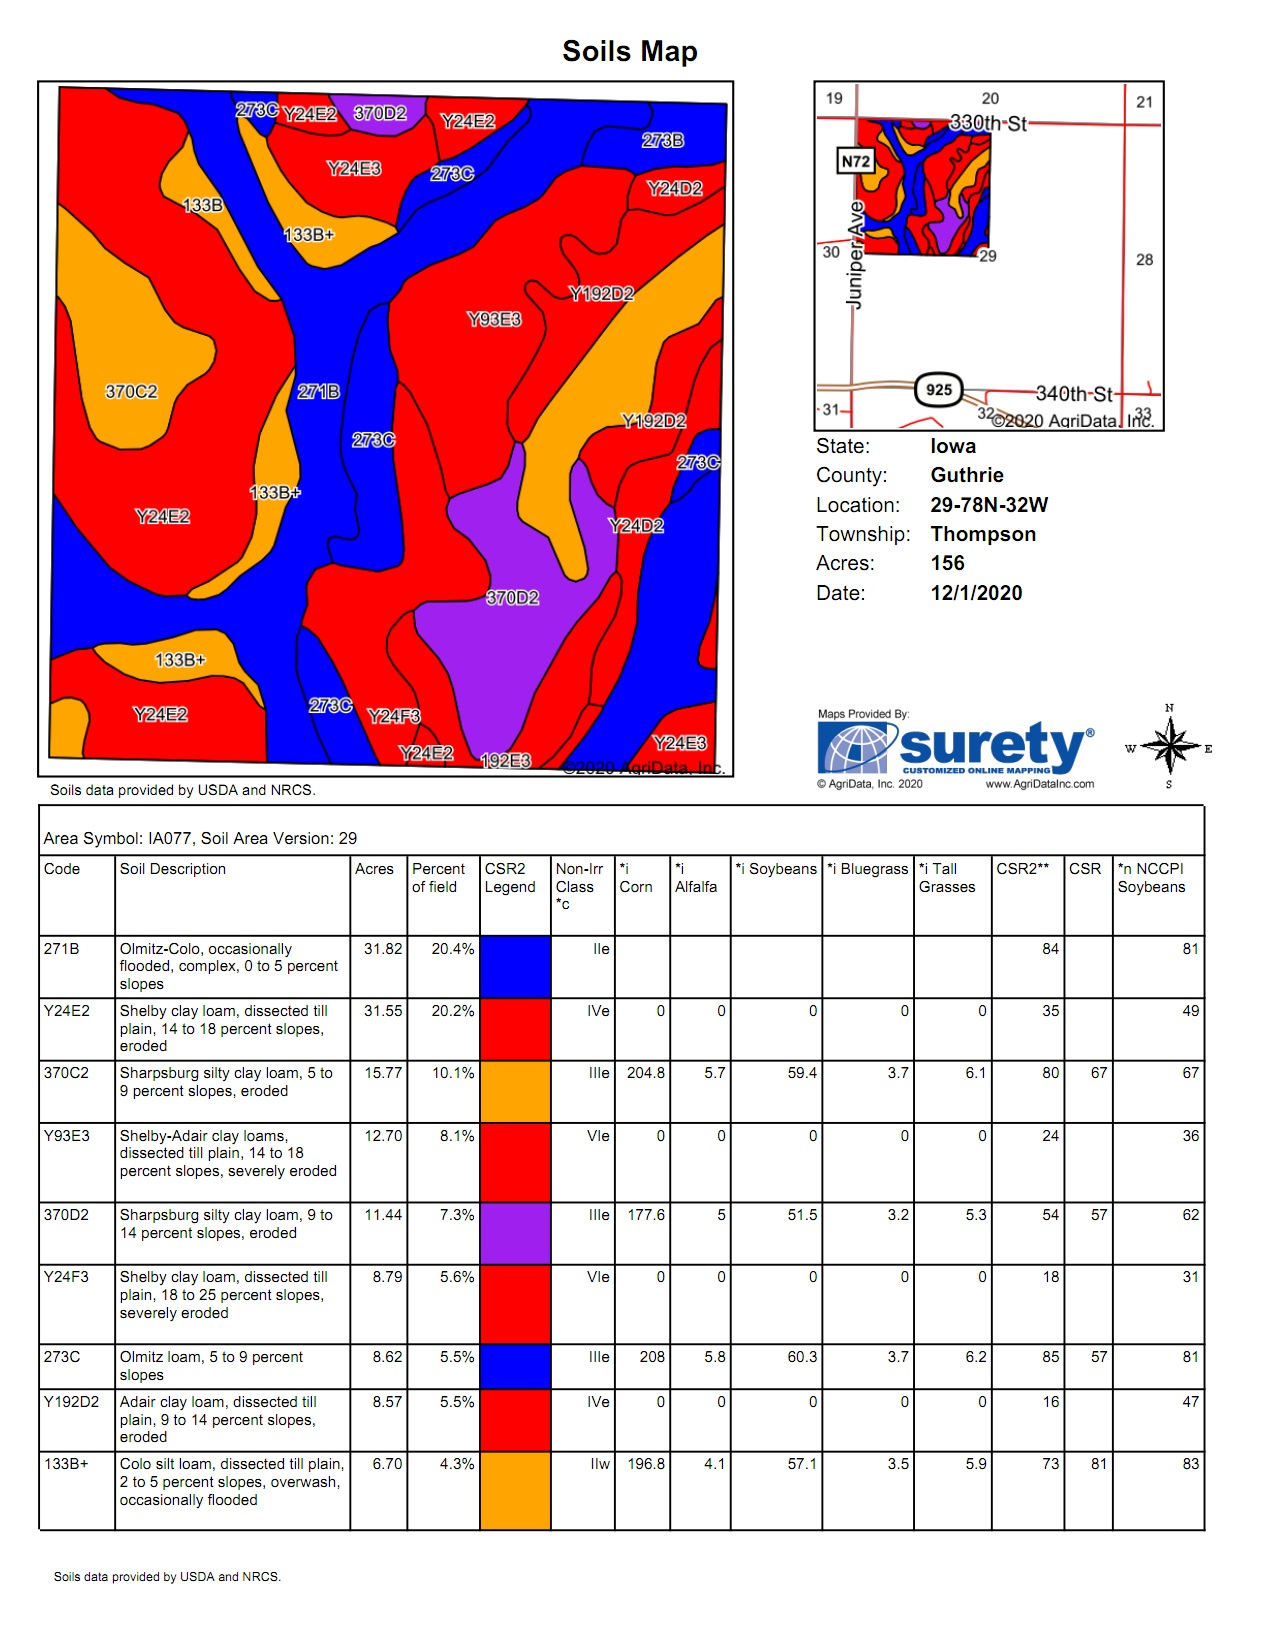 Soils Map
273C
Y24E2
370D2
Y24E2
273B
Y24E3
273C
Y24D2
133B
133B+
Y192D2
Y93E3
370C2
271B
Y192D2
273C
273C
133B+
Y24E2
Y24D2
370D2
133B+
273C
Y24E2
Y24F3
Y24E3
Y24E2
192E3
©2020 AgriData, Inc.
Soils data provided by USDA and NRCS.
19
20
21
330th St
N72
Juniper Ave
30
29
28
925
340th St
31
32
33
©2020 AgriData, Inc.
State: Iowa
County: Guthrie
Location: 29-78N-32W
Township: Thompson
Acres: 156
Date: 12/1/2020
Maps Provided By:
surety®
CUSTOMIZED ONLINE MAPPING
© AgriData, Inc. 2020 www.AgriDataInc.com
N
W E
S
Area Symbol: IA077, Soil Area Version: 29
Code Soil Description Acres Percent CSR2 Non-Irr *i *i *i Soybeans *i Bluegrass *i Tall CSR2** CSR *n NCCPI
of field Legend Class Corn Alfalfa Grasses Soybeans
*c
271B Olmitz-Colo, occasionally 31.82 20.4% IIe 84 81
flooded, complex, 0 to 5 percent
slopes
Y24E2 Shelby clay loam, dissected till 31.55 20.2% IVe 0 0 0 0 0 35 49
plain, 14 to 18 percent slopes,
eroded
370C2 Sharpsburg silty clay loam, 5 to 15.77 10.1% IIIe 204.8 5.7 59.4 3.7 6.1 80 67 67
9 percent slopes, eroded
Y93E3 Shelby-Adair clay loams, 12.70 8.1% VIe 0 0 0 0 0 24 36
dissected till plain, 14 to 18
percent slopes, severely eroded
370D2 Sharpsburg silty clay loam, 9 to 11.44 7.3% IIIe 177.6 5 51.5 3.2 5.3 54 57 62
14 percent slopes, eroded
Y24F3 Shelby clay loam, dissected till 8.79 5.6% VIe 0 0 0 0 0 18 31
plain, 18 to 25 percent slopes,
severely eroded
273C Olmitz loam, 5 to 9 percent 8.62 5.5% IIIe 208 5.8 60.3 3.7 6.2 85 57 81
slopes
Y192D2 Adair clay loam, dissected till 8.57 5.5% IVe 0 0 0 0 0 16 47
plain, 9 to 14 percent slopes,
eroded
133B+ Colo silt loam, dissected till plain, 6.70 4.3% IIw 196.8 4.1 57.1 3.5 5.9 73 81 83
2 to 5 percent slopes, overwash,
occasionally flooded
Soils data provided by USDA and NRCS.